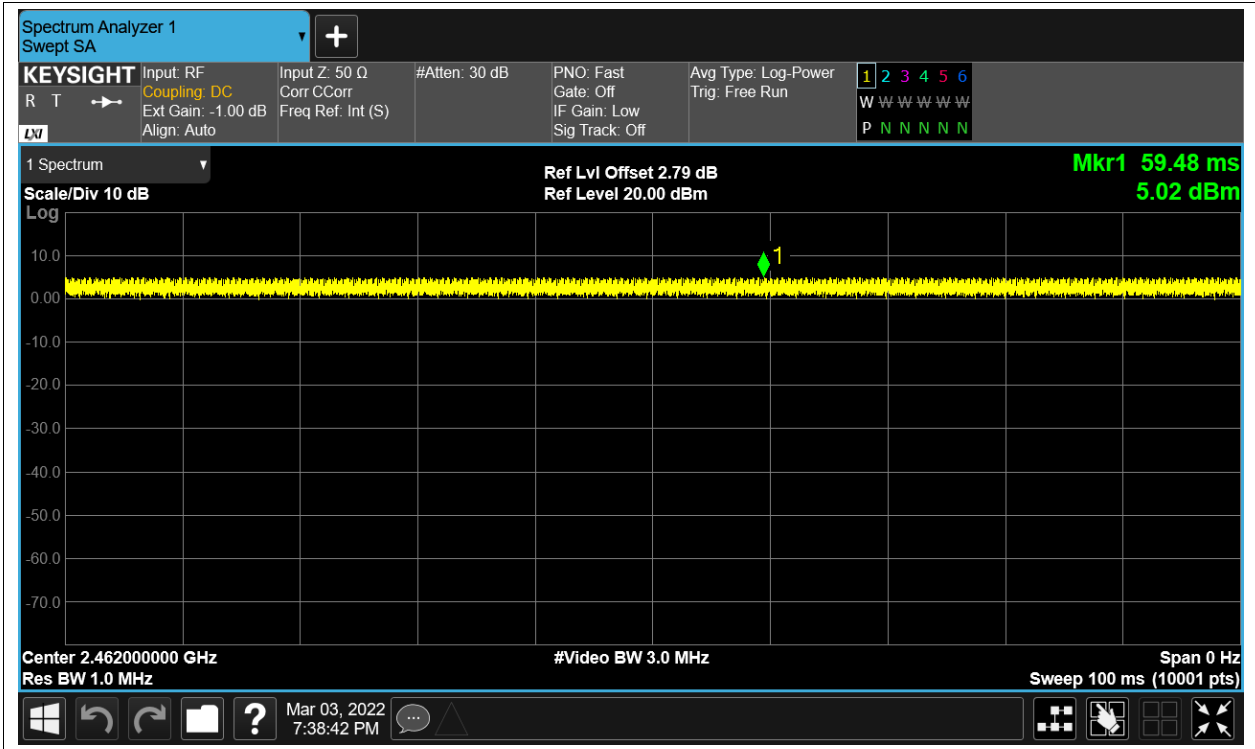 Spectrum Analyzer 1
Swept SA
+
KEYSIGHT
R T
LXI
Input: RF
Coupling: DC
Ext Gain: -1.00 dB
Align: Auto
Input Z: 50 Ω
Corr CCorr
Freq Ref: Int (S)
#Atten: 30 dB
PNO: Fast
Gate: Off
IF Gain: Low
Sig Track: Off
Avg Type: Log-Power
Trig: Free Run
1 2 3 4 5 6
W W W W W W
P N N N N N
1 Spectrum
Scale/Div 10 dB
Ref Lvl Offset 2.79 dB
Ref Level 20.00 dBm
Mkr1 59.48 ms
5.02 dBm
Log
1
10.0
0.00
-10.0
-20.0
-30.0
-40.0
-50.0
-60.0
-70.0
Center 2.462000000 GHz
#Video BW 3.0 MHz
Span 0 Hz
Res BW 1.0 MHz
Sweep 100 ms (10001 pts)
?
Mar 03, 2022
7:38:42 PM